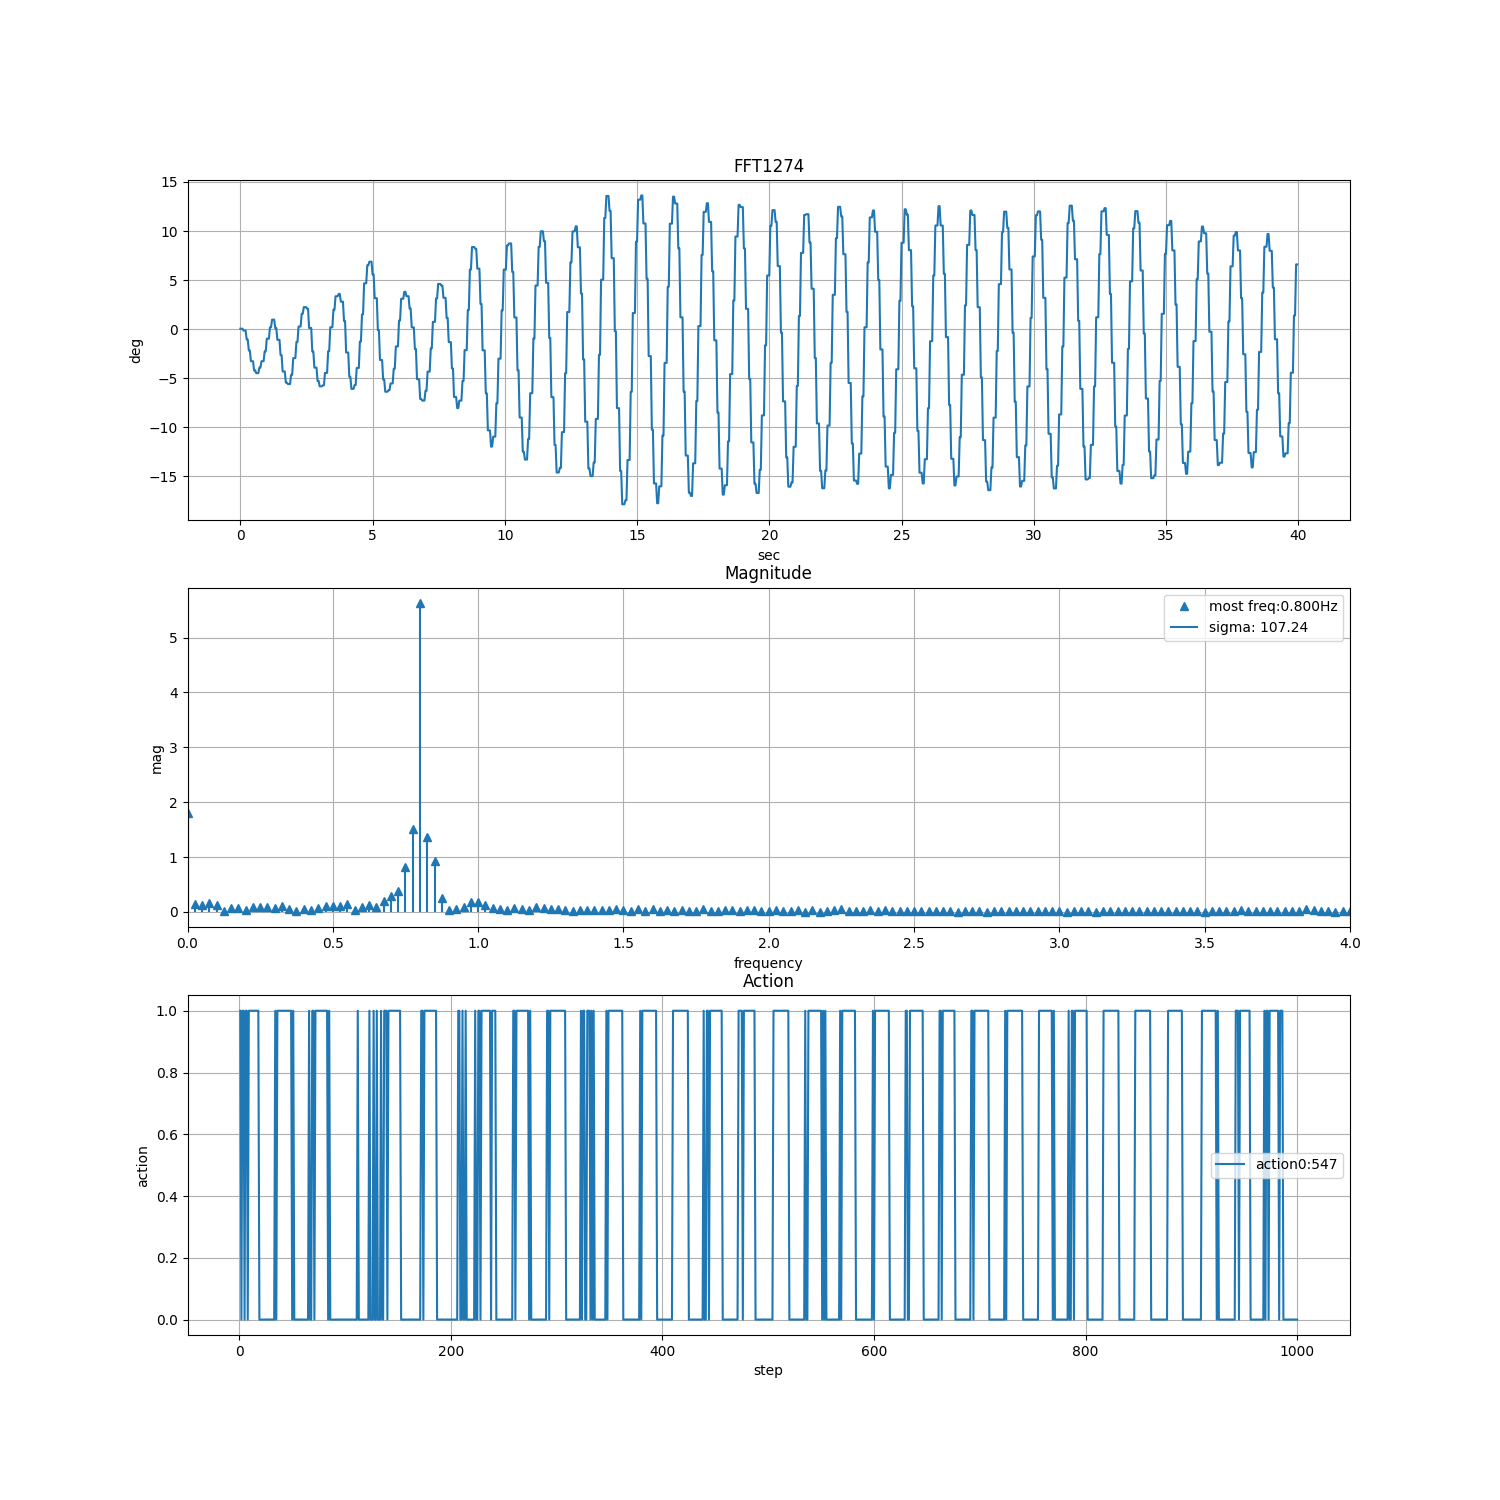 FFT1274
15
10
5
0
−5
−10
−15
deg
0 5 10 15 20 25 30 35 40
sec
Magnitude
5
4
3
2
1
0
mag
most freq:0.800Hz
sigma: 107.24
0.0 0.5 1.0 1.5 2.0 2.5 3.0 3.5 4.0
frequency
Action
1.0
0.8
0.6
0.4
0.2
0.0
action
action0:547
0 200 400 600 800 1000
step